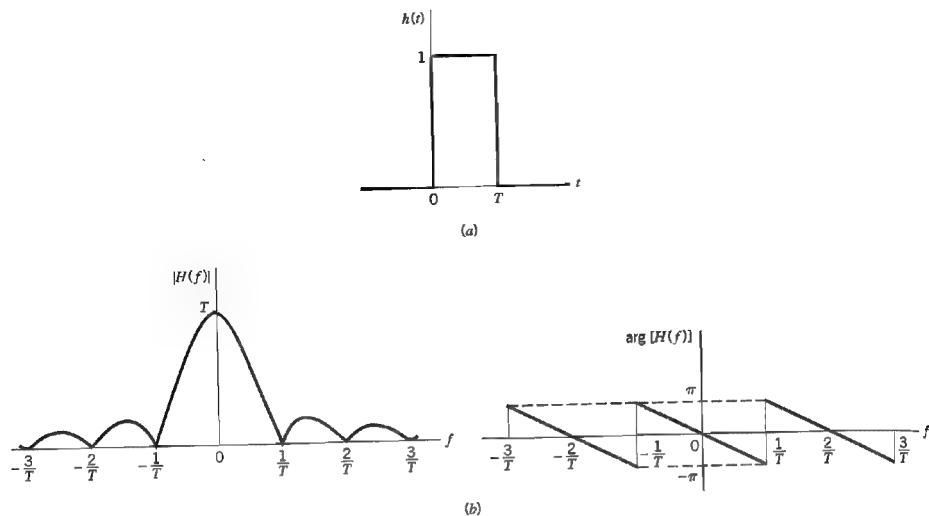 h(t)
1
0 T t
(a)
|H(f)|
T
-3/T -2/T -1/T 0 1/T 2/T 3/T f
arg [H(f)]
π
-3/T -2/T -1/T 0 1/T 2/T 3/T f
-π
(b)